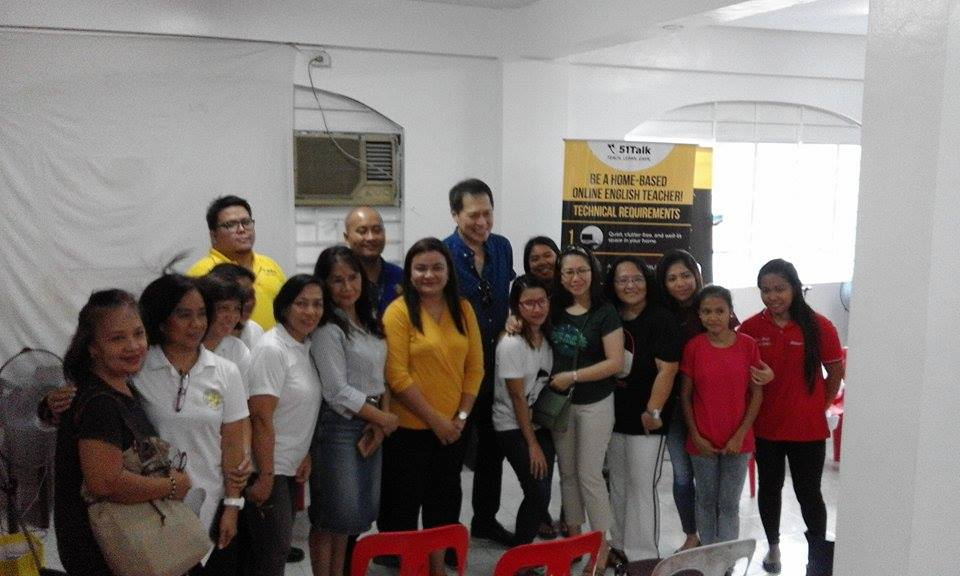 51Talk
TEACH. LEARN. EARN.
BE A HOME-BASED
ONLINE ENGLISH TEACHER!
TECHNICAL REQUIREMENTS
1
Quiet, clutter-free, and well-lit
space in your home